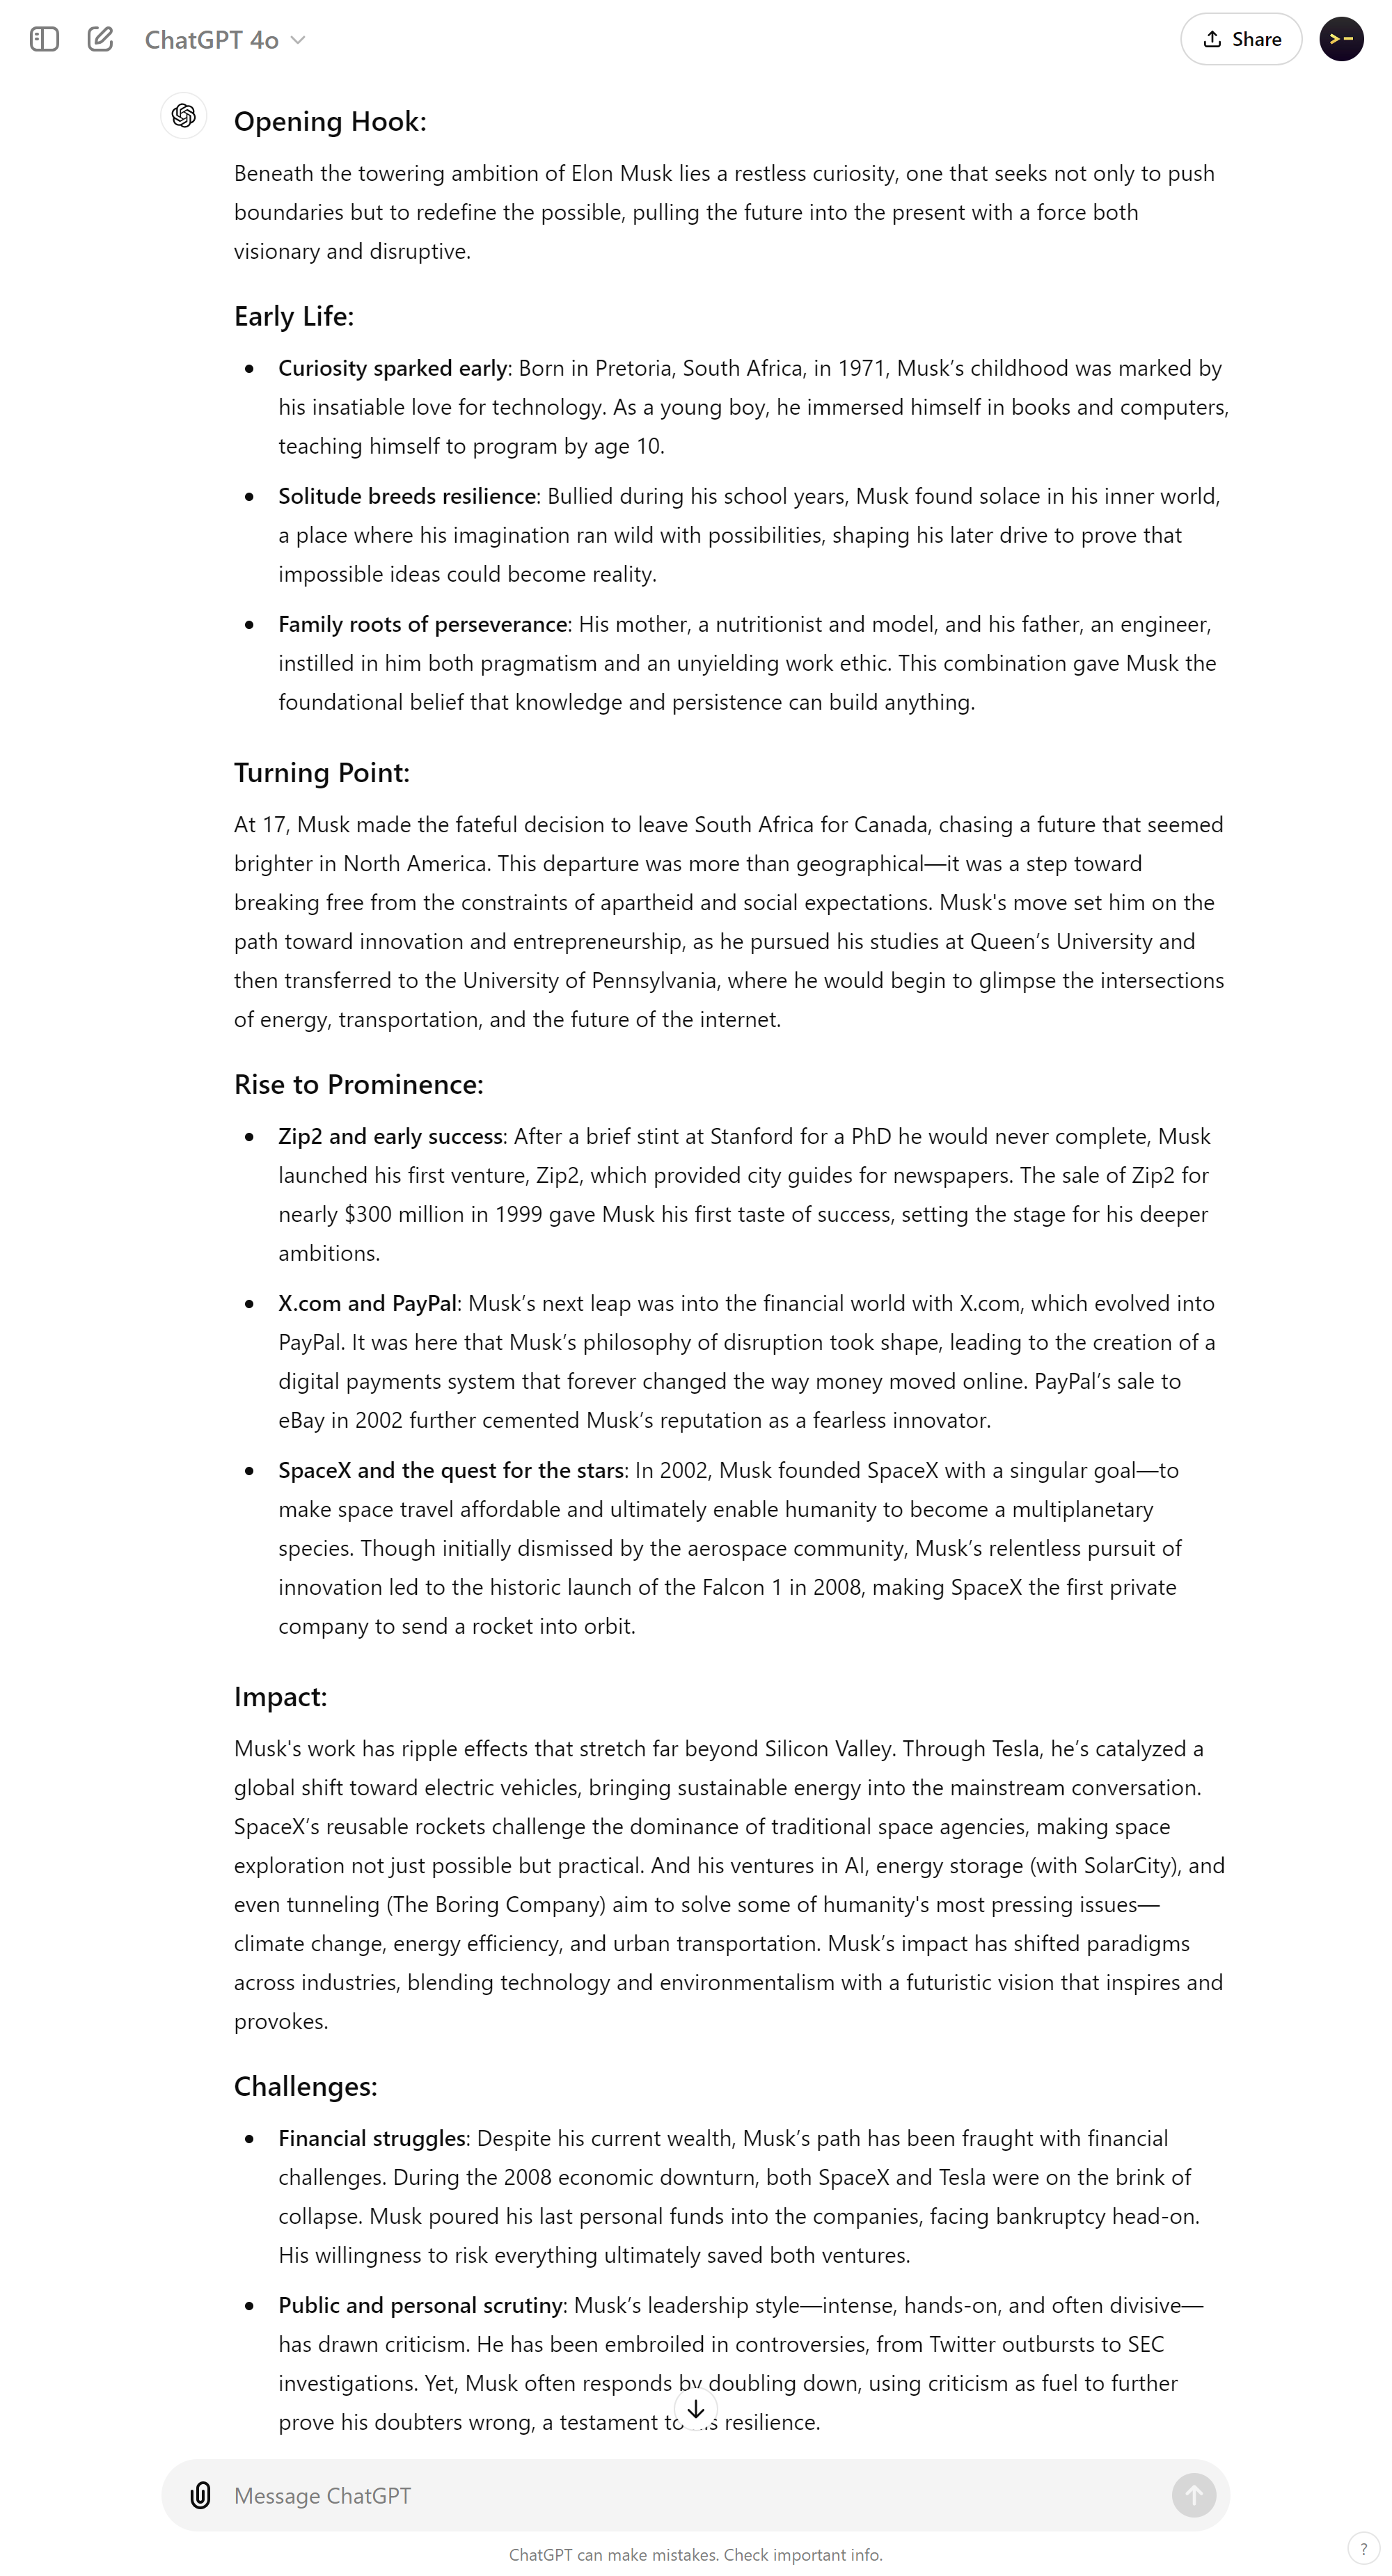 ChatGPT 4o
Share
Opening Hook:
Beneath the towering ambition of Elon Musk lies a restless curiosity, one that seeks not only to push
boundaries but to redefine the possible, pulling the future into the present with a force both
visionary and disruptive.
Early Life:
• Curiosity sparked early: Born in Pretoria, South Africa, in 1971, Musk’s childhood was marked by
his insatiable love for technology. As a young boy, he immersed himself in books and computers,
teaching himself to program by age 10.
• Solitude breeds resilience: Bullied during his school years, Musk found solace in his inner world,
a place where his imagination ran wild with possibilities, shaping his later drive to prove that
impossible ideas could become reality.
• Family roots of perseverance: His mother, a nutritionist and model, and his father, an engineer,
instilled in him both pragmatism and an unyielding work ethic. This combination gave Musk the
foundational belief that knowledge and persistence can build anything.
Turning Point:
At 17, Musk made the fateful decision to leave South Africa for Canada, chasing a future that seemed
brighter in North America. This departure was more than geographical—it was a step toward
breaking free from the constraints of apartheid and social expectations. Musk's move set him on the
path toward innovation and entrepreneurship, as he pursued his studies at Queen’s University and
then transferred to the University of Pennsylvania, where he would begin to glimpse the intersections
of energy, transportation, and the future of the internet.
Rise to Prominence:
• Zip2 and early success: After a brief stint at Stanford for a PhD he would never complete, Musk
launched his first venture, Zip2, which provided city guides for newspapers. The sale of Zip2 for
nearly $300 million in 1999 gave Musk his first taste of success, setting the stage for his deeper
ambitions.
• X.com and PayPal: Musk’s next leap was into the financial world with X.com, which evolved into
PayPal. It was here that Musk’s philosophy of disruption took shape, leading to the creation of a
digital payments system that forever changed the way money moved online. PayPal’s sale to
eBay in 2002 further cemented Musk’s reputation as a fearless innovator.
• SpaceX and the quest for the stars: In 2002, Musk founded SpaceX with a singular goal—to
make space travel affordable and ultimately enable humanity to become a multiplanetary
species. Though initially dismissed by the aerospace community, Musk’s relentless pursuit of
innovation led to the historic launch of the Falcon 1 in 2008, making SpaceX the first private
company to send a rocket into orbit.
Impact:
Musk's work has ripple effects that stretch far beyond Silicon Valley. Through Tesla, he’s catalyzed a
global shift toward electric vehicles, bringing sustainable energy into the mainstream conversation.
SpaceX’s reusable rockets challenge the dominance of traditional space agencies, making space
exploration not just possible but practical. And his ventures in AI, energy storage (with SolarCity), and
even tunneling (The Boring Company) aim to solve some of humanity's most pressing issues—
climate change, energy efficiency, and urban transportation. Musk’s impact has shifted paradigms
across industries, blending technology and environmentalism with a futuristic vision that inspires and
provokes.
Challenges:
• Financial struggles: Despite his current wealth, Musk’s path has been fraught with financial
challenges. During the 2008 economic downturn, both SpaceX and Tesla were on the brink of
collapse. Musk poured his last personal funds into the companies, facing bankruptcy head-on.
His willingness to risk everything ultimately saved both ventures.
• Public and personal scrutiny: Musk’s leadership style—intense, hands-on, and often divisive—
has drawn criticism. He has been embroiled in controversies, from Twitter outbursts to SEC
investigations. Yet, Musk often responds by doubling down, using criticism as fuel to further
prove his doubters wrong, a testament to resilience.
Message ChatGPT
ChatGPT can make mistakes. Check important info.
?